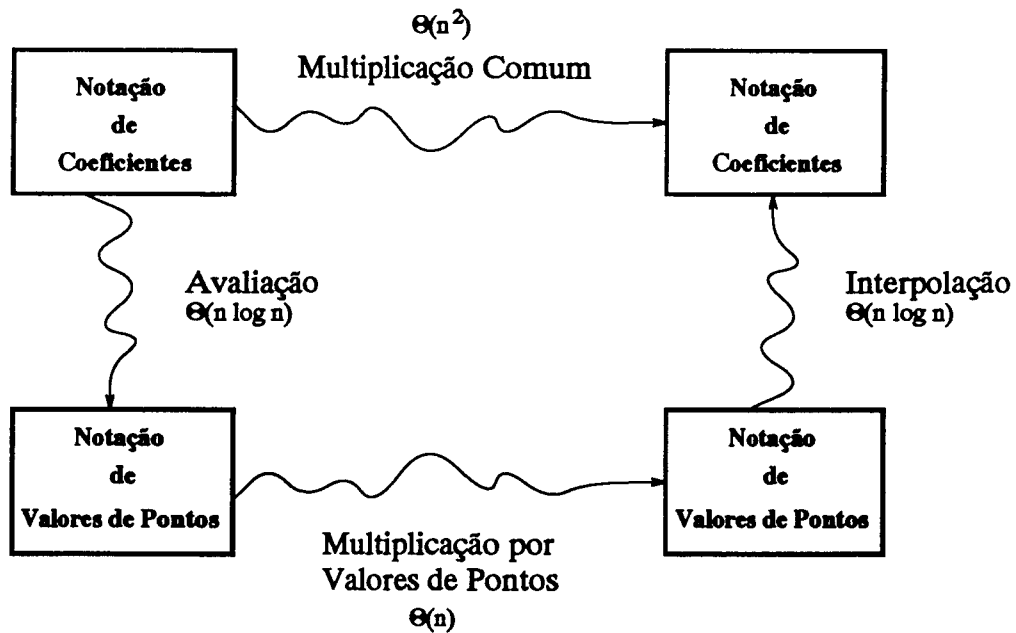 Θ(n²)
Multiplicação Comum
Notação
de
Coeficientes
Notação
de
Coeficientes
Avaliação
Θ(n log n)
Interpolação
Θ(n log n)
Notação
de
Valores de Pontos
Notação
de
Valores de Pontos
Multiplicação por
Valores de Pontos
Θ(n)